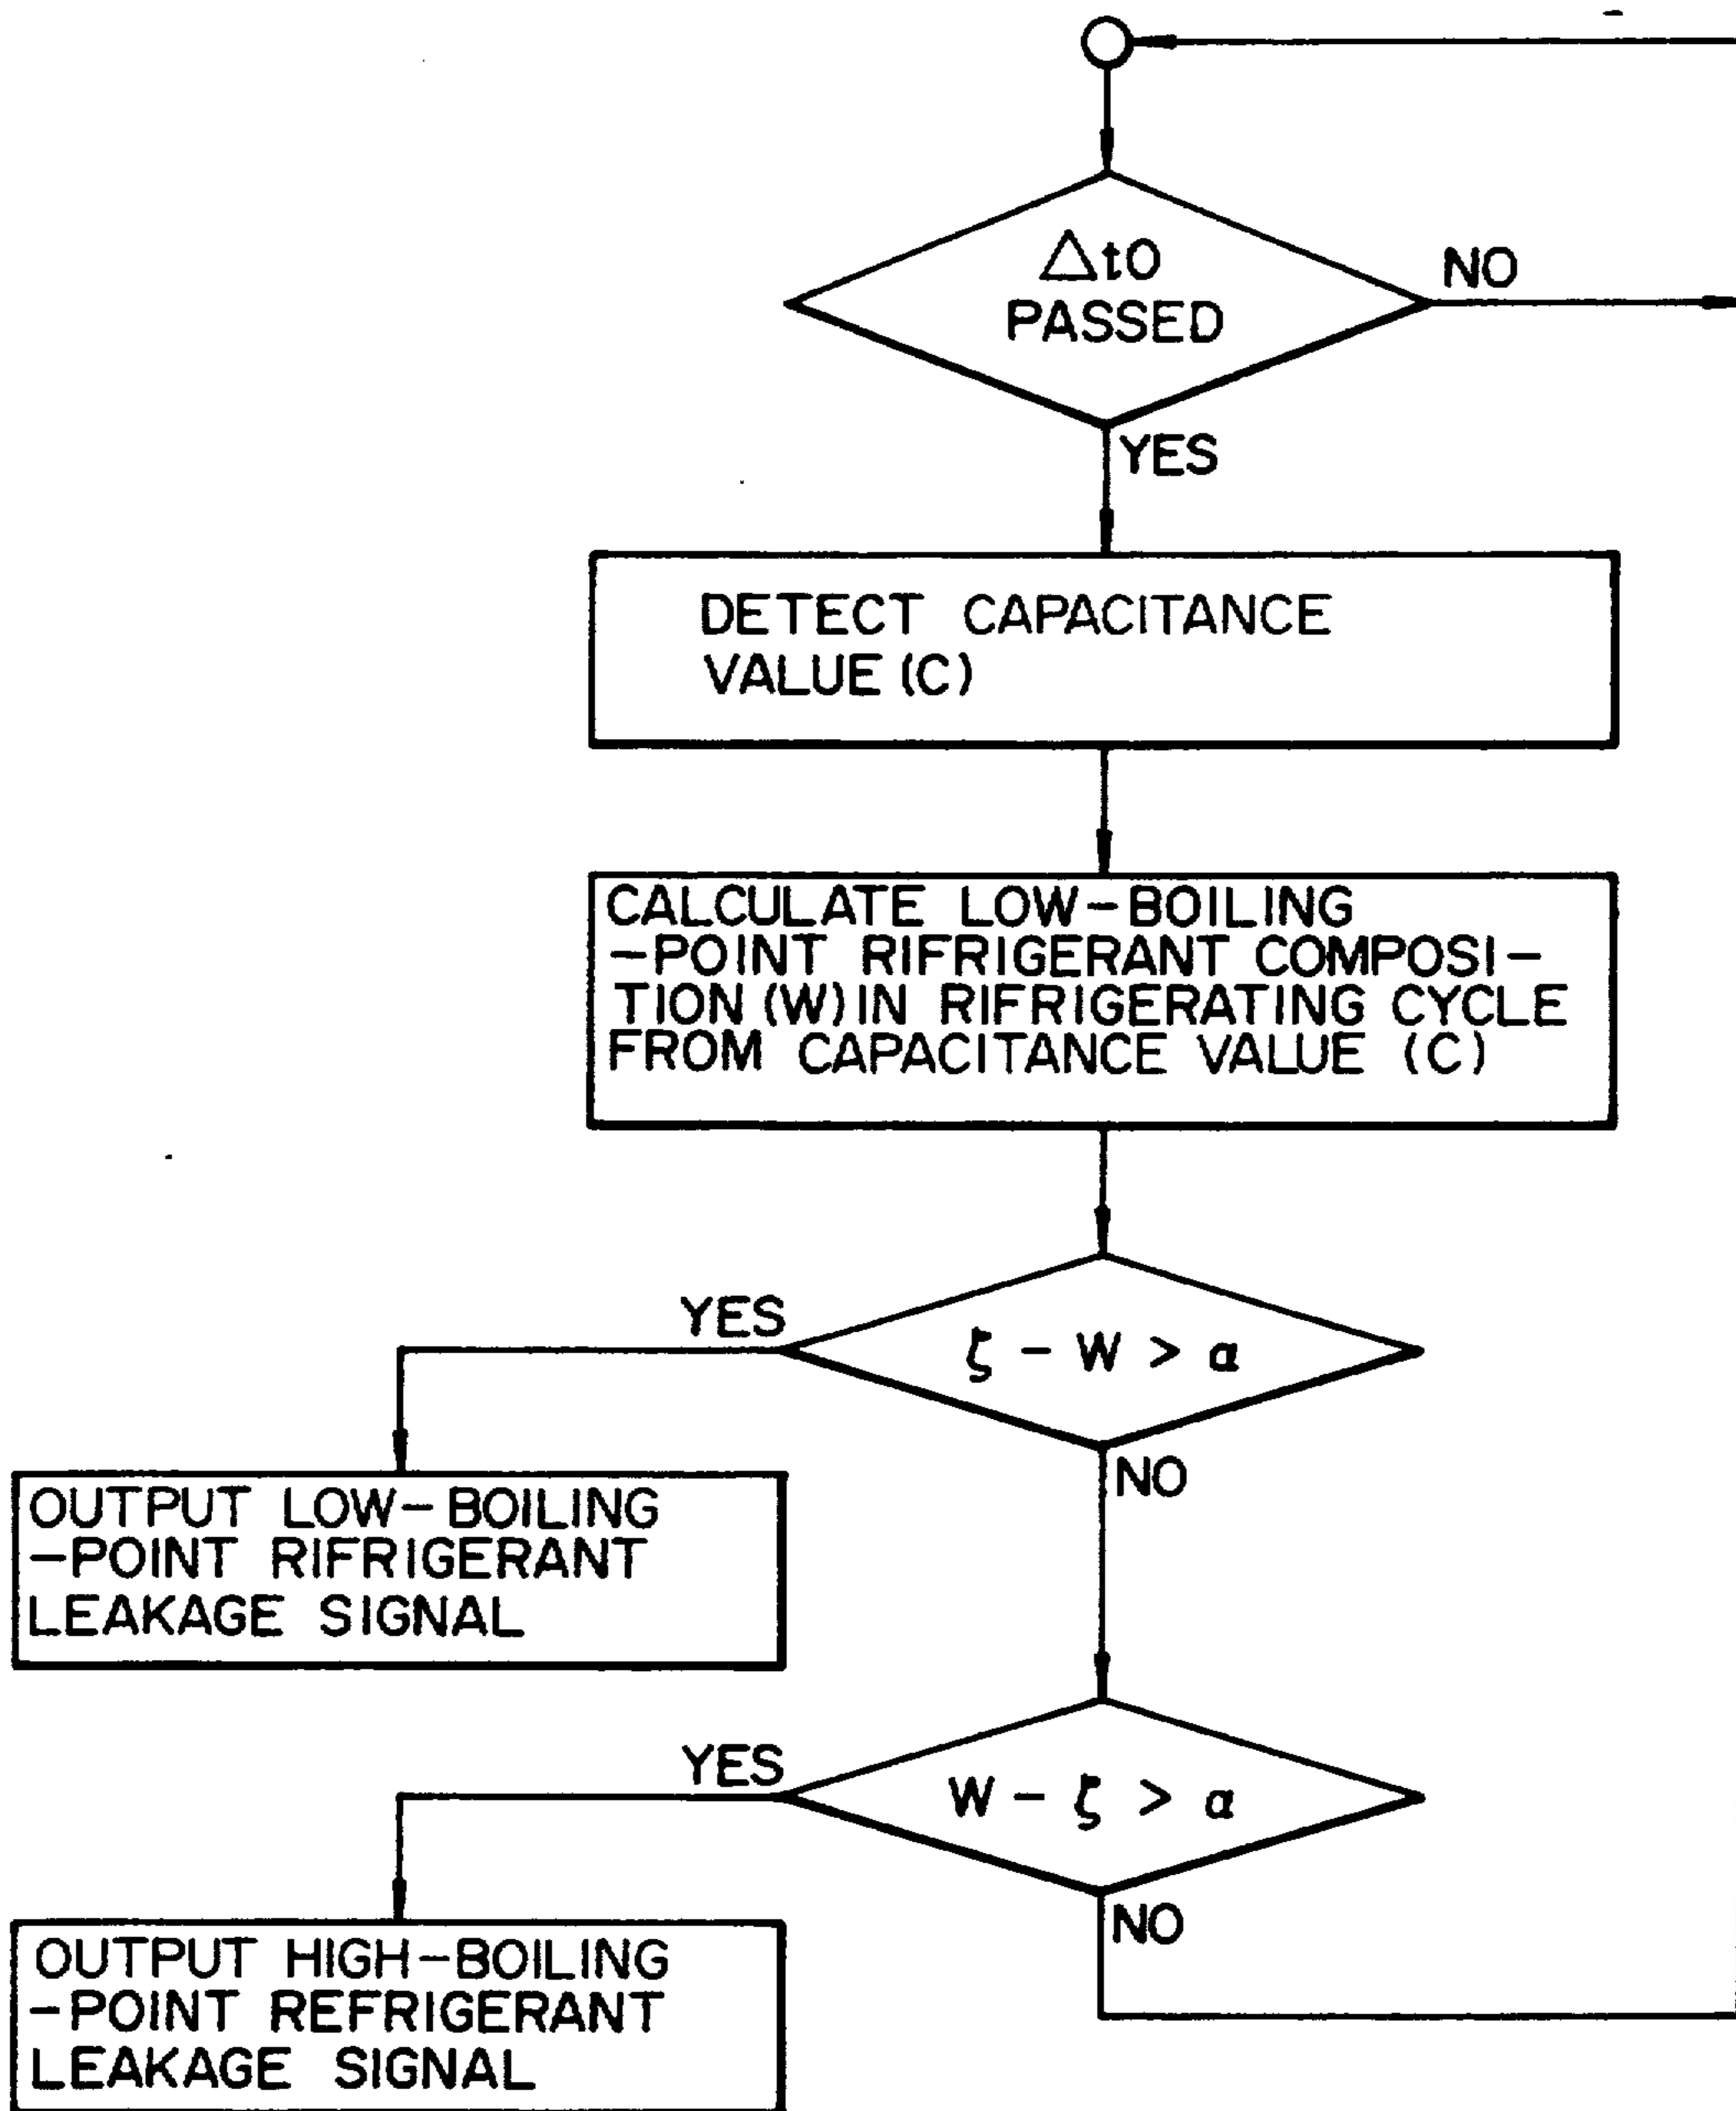 △t0
PASSED
NO
YES
DETECT CAPACITANCE
VALUE (C)
CALCULATE LOW-BOILING
-POINT RIFRIGERANT COMPOSI-
TION (W) IN RIFRIGERATING CYCLE
FROM CAPACITANCE VALUE (C)
YES
ζ - W > α
NO
OUTPUT LOW-BOILING
-POINT RIFRIGERANT
LEAKAGE SIGNAL
YES
W - ζ > α
NO
OUTPUT HIGH-BOILING
-POINT REFRIGERANT
LEAKAGE SIGNAL